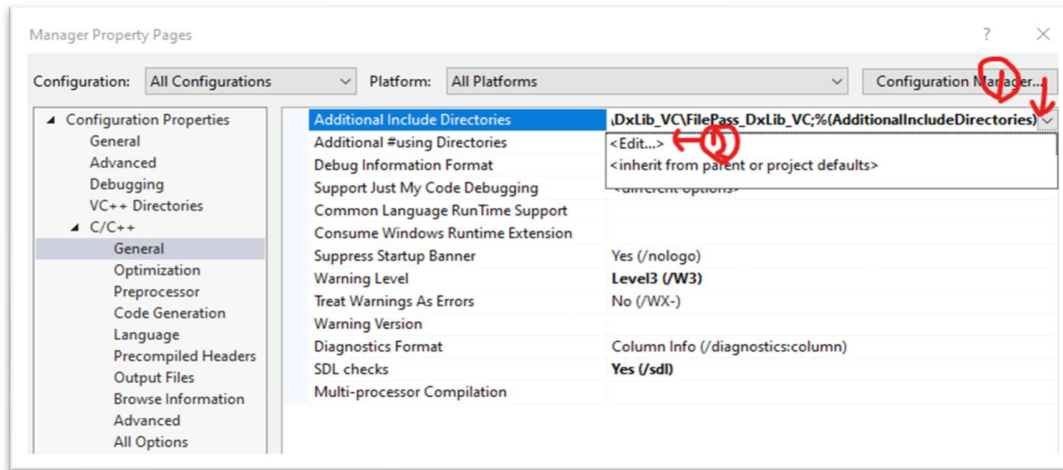 Manager Property Pages
? ×
Configuration: All Configurations Platform: All Platforms Configuration Manager...
Configuration Properties
General
Advanced
Debugging
VC++ Directories
C/C++
General
Optimization
Preprocessor
Code Generation
Language
Precompiled Headers
Output Files
Browse Information
Advanced
All Options
Additional Include Directories .\DxLib_VC\FilePass_DxLib_VC;%(AdditionalIncludeDirectories)
Additional #using Directories <Edit...>
Debug Information Format <inherit from parent or project defaults>
Support Just My Code Debugging <different options>
Common Language RunTime Support
Consume Windows Runtime Extension
Suppress Startup Banner Yes (/nologo)
Warning Level Level3 (/W3)
Treat Warnings As Errors No (/WX-)
Warning Version
Diagnostics Format Column Info (/diagnostics:column)
SDL checks Yes (/sdl)
Multi-processor Compilation
①
②